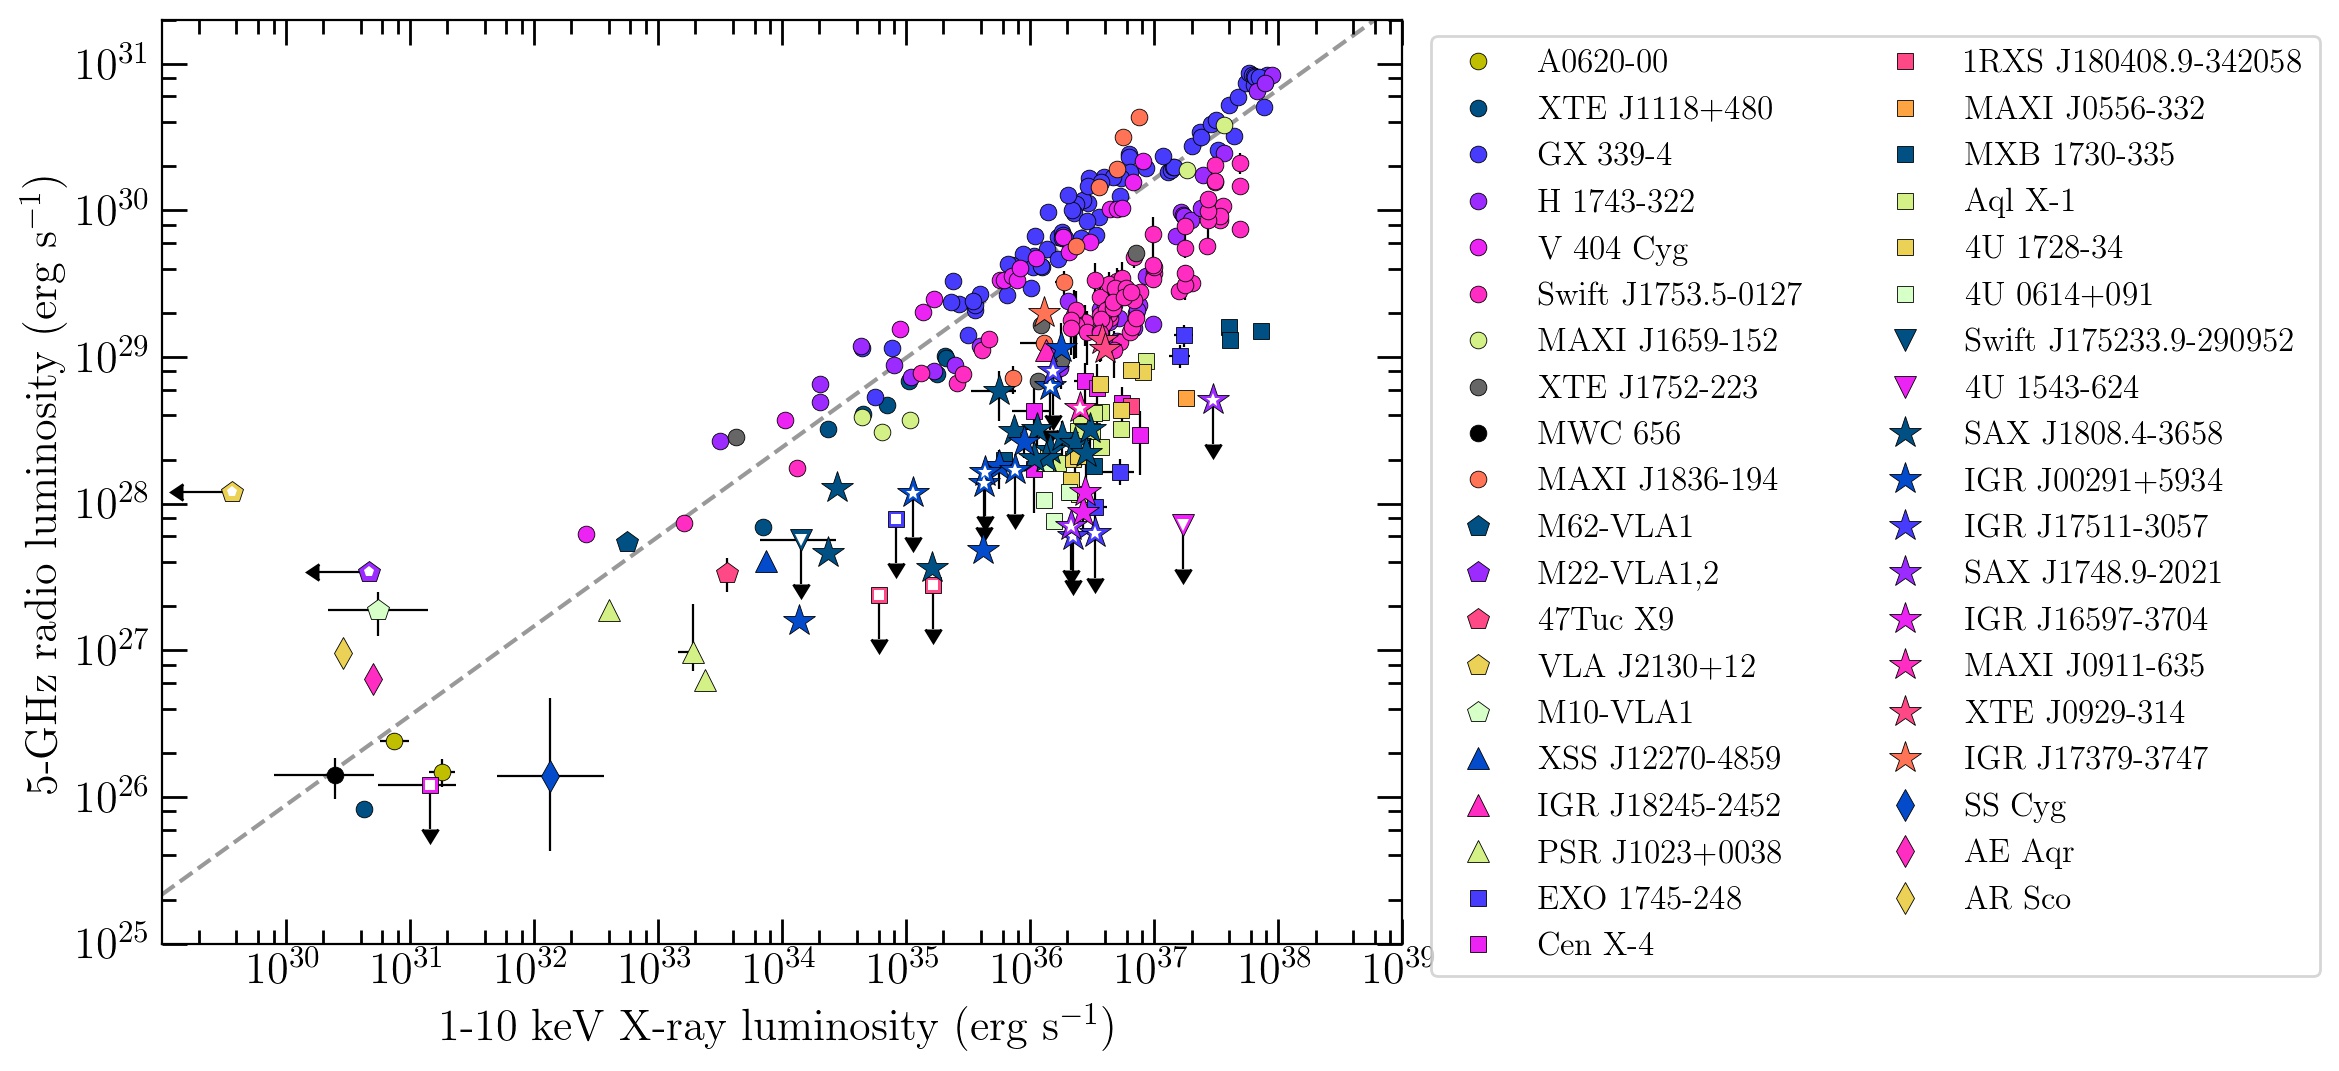 10^31
10^30
10^29
10^28
10^27
10^26
10^25
5-GHz radio luminosity (erg s^−1)
10^30 10^31 10^32 10^33 10^34 10^35 10^36 10^37 10^38 10^39
1-10 keV X-ray luminosity (erg s^−1)
A0620-00
XTE J1118+480
GX 339-4
H 1743-322
V 404 Cyg
Swift J1753.5-0127
MAXI J1659-152
XTE J1752-223
MWC 656
MAXI J1836-194
M62-VLA1
M22-VLA1,2
47Tuc X9
VLA J2130+12
M10-VLA1
XSS J12270-4859
IGR J18245-2452
PSR J1023+0038
EXO 1745-248
Cen X-4
1RXS J180408.9-342058
MAXI J0556-332
MXB 1730-335
Aql X-1
4U 1728-34
4U 0614+091
Swift J175233.9-290952
4U 1543-624
SAX J1808.4-3658
IGR J00291+5934
IGR J17511-3057
SAX J1748.9-2021
IGR J16597-3704
MAXI J0911-635
XTE J0929-314
IGR J17379-3747
SS Cyg
AE Aqr
AR Sco